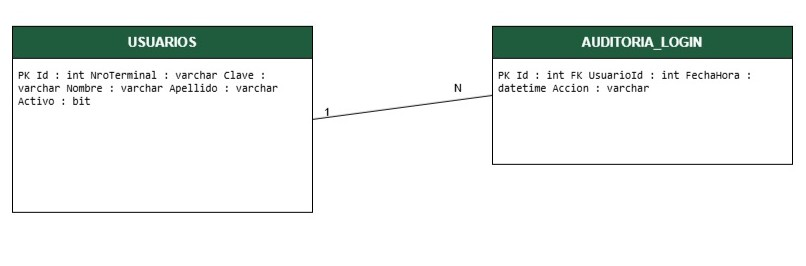 USUARIOS
PK Id : int NroTerminal : varchar Clave :
varchar Nombre : varchar Apellido : varchar
Activo : bit
1
N
AUDITORIA_LOGIN
PK Id : int FK UsuarioId : int FechaHora :
datetime Accion : varchar